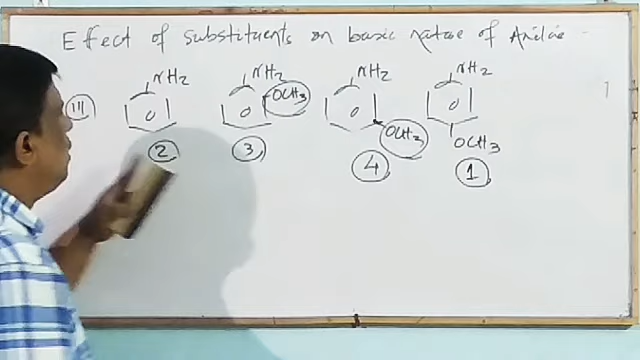 Effect of substituents on basic nature of Aniline
III
NH2 NH2 NH2 NH2
OCH3
OCH3
OCH3
2 3 4 1